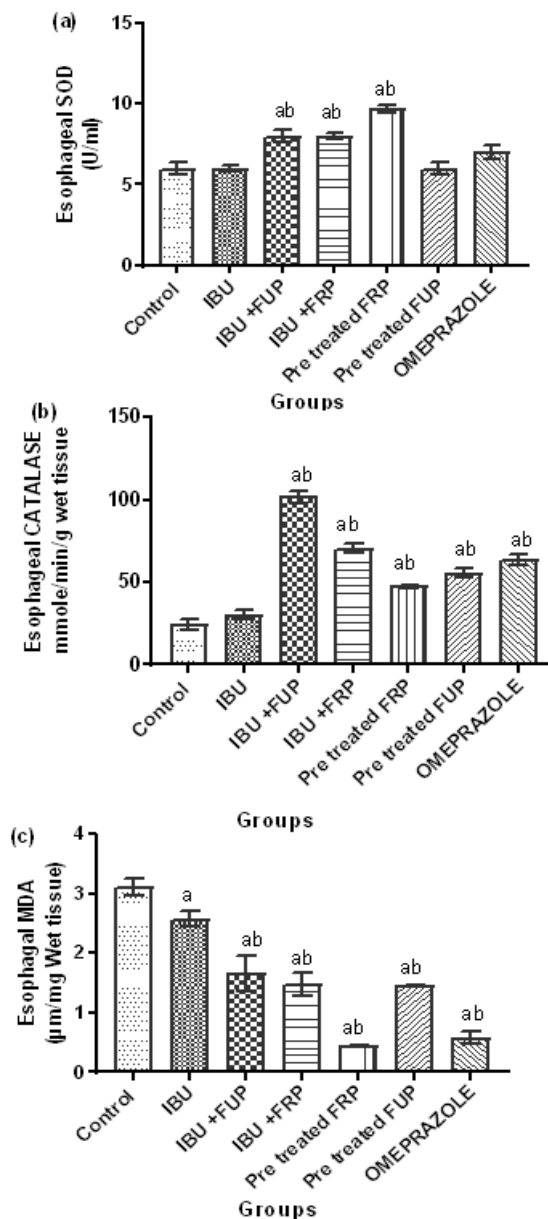 (a)
Esophageal SOD
(U/ml)
15
10
5
0
ab
ab
ab
Control
IBU
IBU +FUP
IBU +FRP
Pre treated FRP
Pre treated FUP
OMEPRAZOLE
Groups
(b)
Esophageal CATALASE
mmole/min/g wet tissue
150
100
50
0
ab
ab
ab
ab
ab
Control
IBU
IBU +FUP
IBU +FRP
Pre treated FRP
Pre treated FUP
OMEPRAZOLE
Groups
(c)
Esophagal MDA
(µm/mg Wet tissue)
4
3
2
1
0
a
ab
ab
ab
ab
ab
Control
IBU
IBU +FUP
IBU +FRP
Pre treated FRP
Pre treated FUP
OMEPRAZOLE
Groups